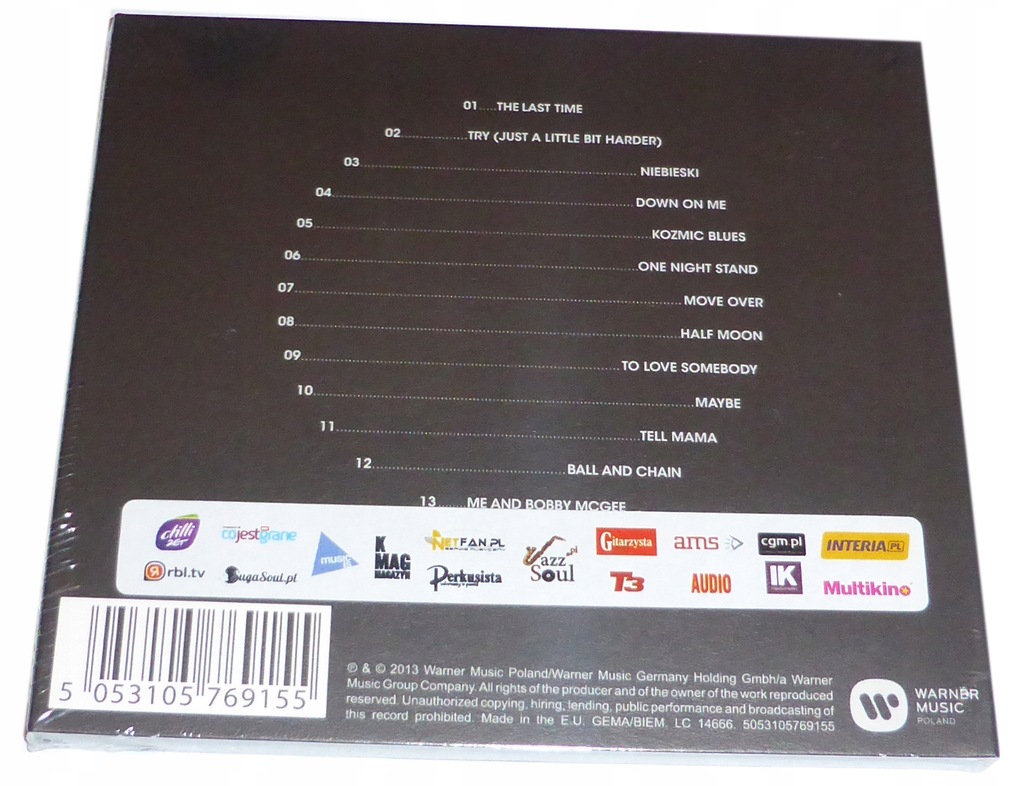 01.....THE LAST TIME
02.................TRY (JUST A LITTLE BIT HARDER)
03................................................................ NIEBIESKI
04................................................................DOWN ON ME
05................................................................KOZMIC BLUES
06................................................................ONE NIGHT STAND
07................................................................MOVE OVER
08................................................................HALF MOON
09................................................................TO LOVE SOMEBODY
10................................................................MAYBE
11................................................................TELL MAMA
12................................................BALL AND CHAIN
13.......ME AND BOBBY MCGEE
chilli ZET
cojestgrane
music
K MAG
MAGAZYN
NETFAN.PL
JazzSoul.pl
Gitarzysta
ams
cgm.pl
INTERIA.PL
rbl.tv
SugaSoul.pl
Perkusista
T3
AUDIO
IK
Multikino
5 053105 769155
℗ & © 2013 Warner Music Poland/Warner Music Germany Holding Gmbh/a Warner
Music Group Company. All rights of the producer and of the owner of the work reproduced
reserved. Unauthorized copying, hiring, lending, public performance and broadcasting of
this record prohibited. Made in the E.U. GEMA/BIEM. LC 14666. 5053105769155
WARNER
MUSIC
POLAND